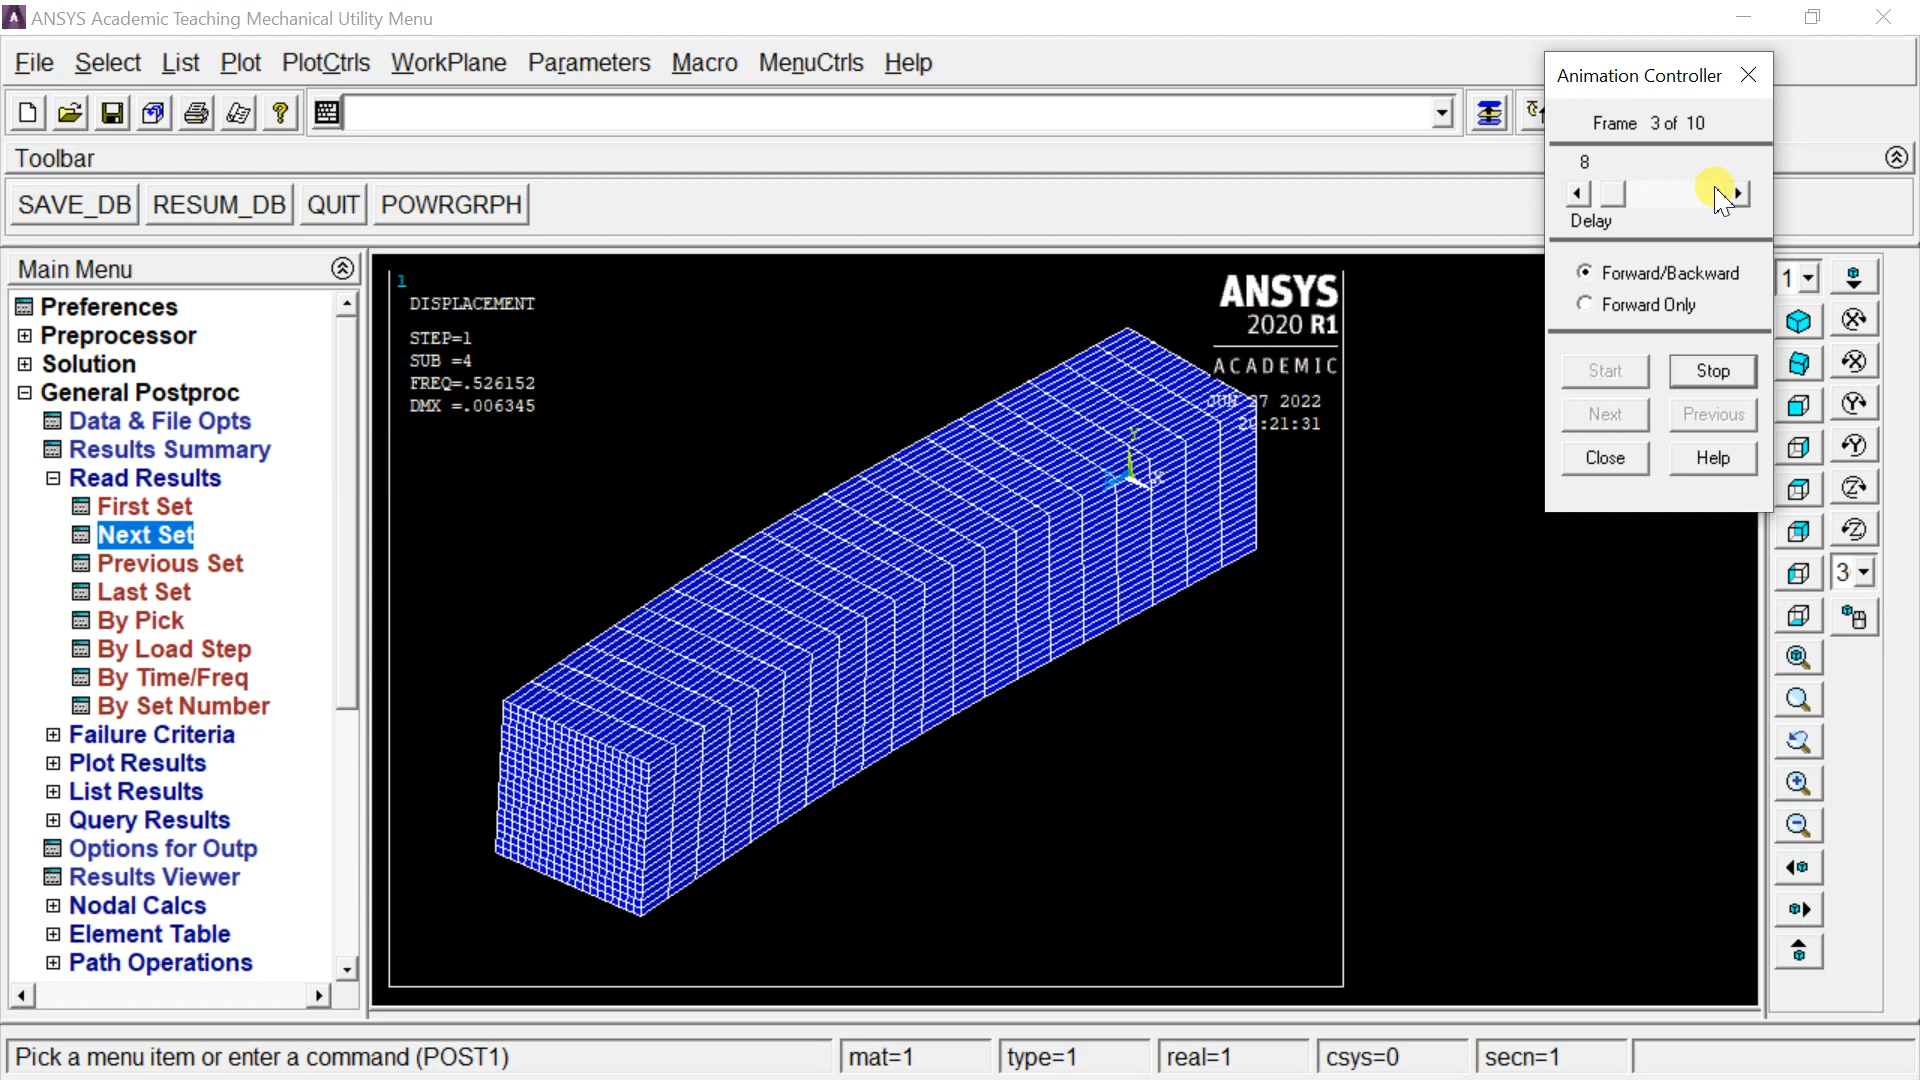 ANSYS Academic Teaching Mechanical Utility Menu
File Select List Plot PlotCtrls WorkPlane Parameters Macro MenuCtrls Help
Toolbar
SAVE_DB RESUM_DB QUIT POWRGRPH
Main Menu
Preferences
Preprocessor
Solution
General Postproc
Data & File Opts
Results Summary
Read Results
First Set
Next Set
Previous Set
Last Set
By Pick
By Load Step
By Time/Freq
By Set Number
Failure Criteria
Plot Results
List Results
Query Results
Options for Outp
Results Viewer
Nodal Calcs
Element Table
Path Operations
1
DISPLACEMENT
STEP=1
SUB =4
FREQ=.526152
DMX =.006345
ANSYS
2020 R1
ACADEMIC
JUN 27 2022
20:21:31
Y
X
Animation Controller
Frame 3 of 10
8
Delay
Forward/Backward
Forward Only
Start Stop
Next Previous
Close Help
1
3
Pick a menu item or enter a command (POST1) mat=1 type=1 real=1 csys=0 secn=1